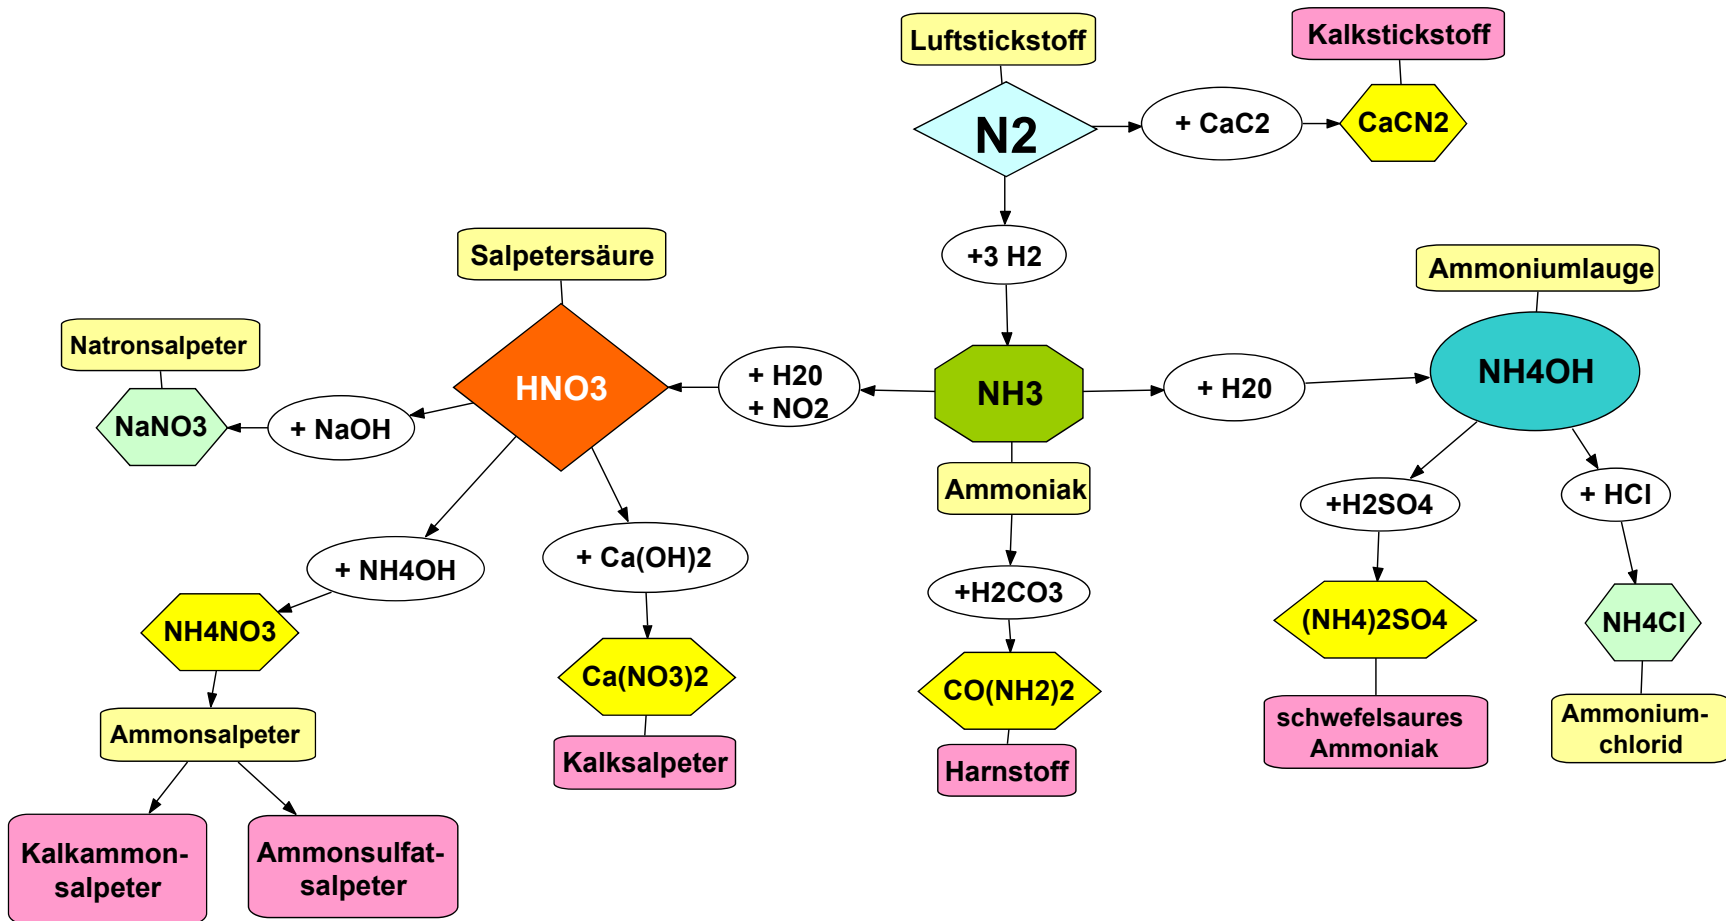 Luftstickstoff
Kalkstickstoff
N2
+ CaC2
CaCN2
+3 H2
Salpetersäure
Ammoniumlauge
Natronsalpeter
HNO3
+ H20
+ NO2
NH3
+ H20
NH4OH
NaNO3
+ NaOH
Ammoniak
+H2SO4
+ HCl
+ NH4OH
+ Ca(OH)2
+H2CO3
NH4NO3
Ca(NO3)2
CO(NH2)2
(NH4)2SO4
NH4Cl
Ammonsalpeter
Kalksalpeter
Harnstoff
schwefelsaures
Ammoniak
Ammonium-
chlorid
Kalkammon-
salpeter
Ammonsulfat-
salpeter